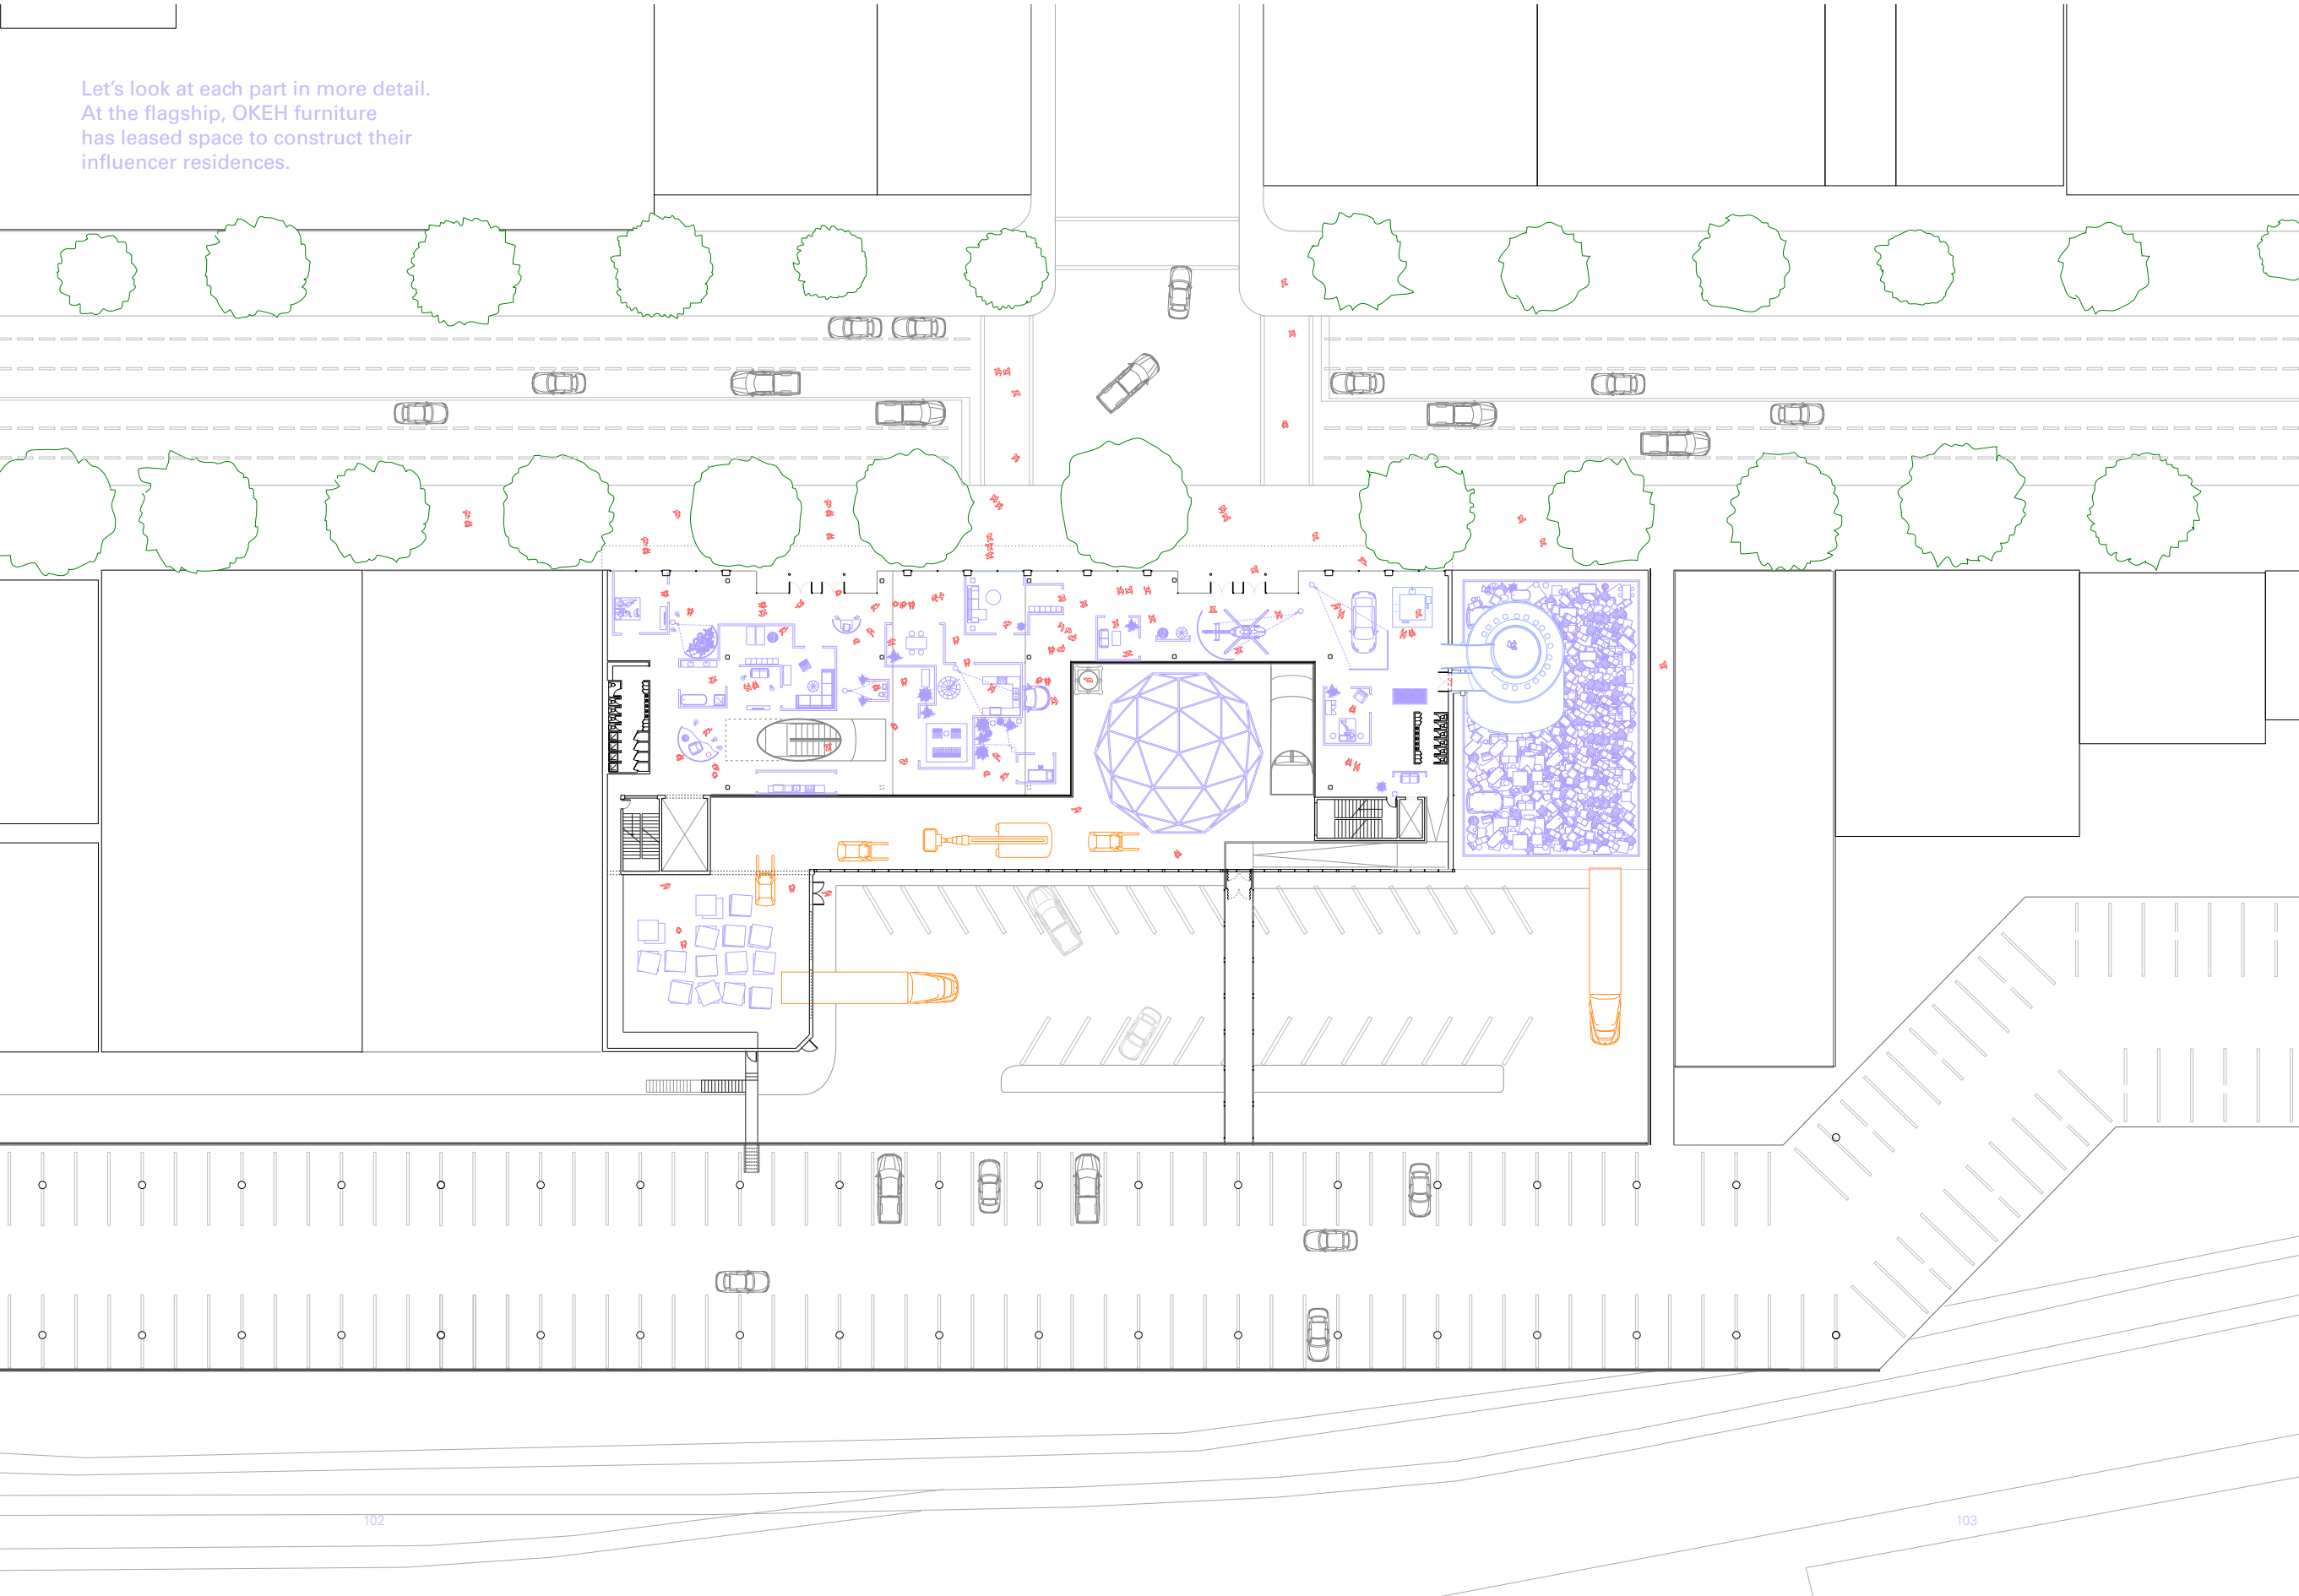 Let's look at each part in more detail.
At the flagship, OKEH furniture
has leased space to construct their
influencer residences.
102
103